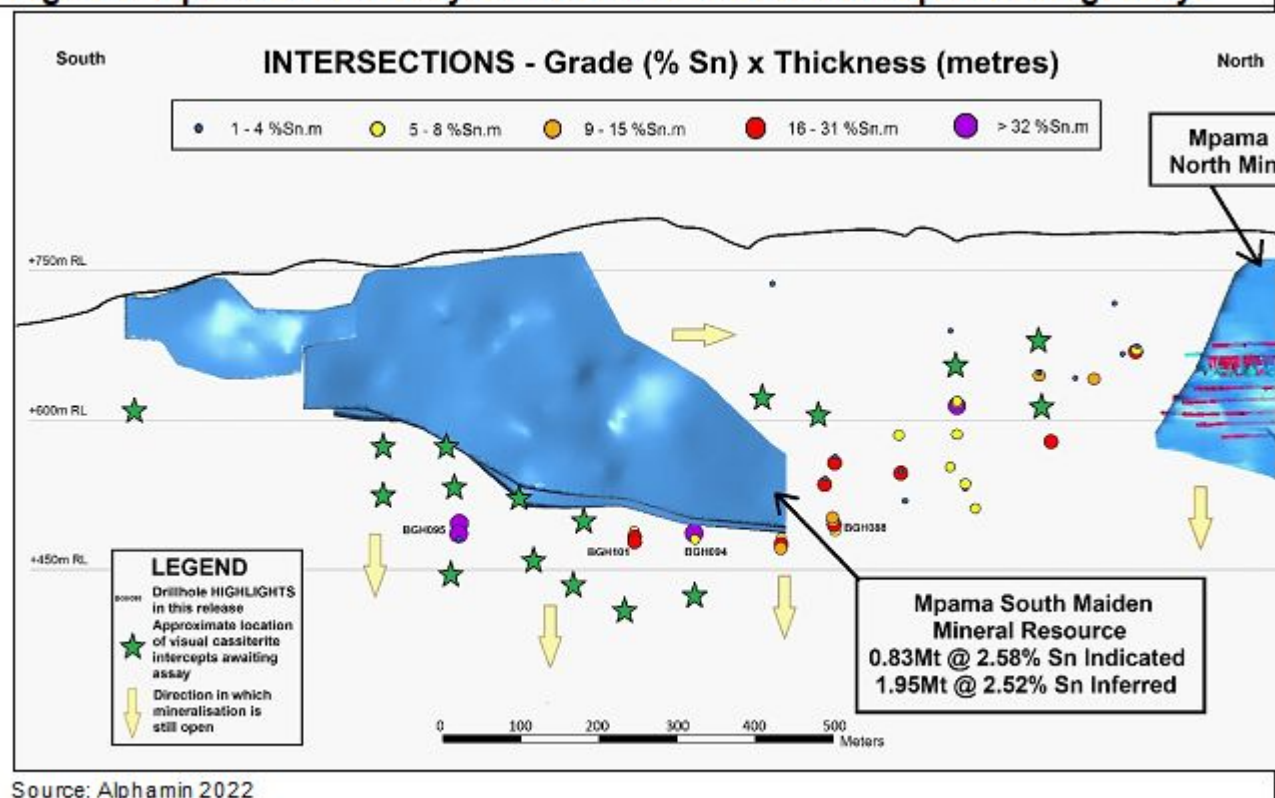 South
INTERSECTIONS - Grade (% Sn) x Thickness (metres)
North
1 - 4 %Sn.m
5 - 8 %Sn.m
9 - 15 %Sn.m
16 - 31 %Sn.m
> 32 %Sn.m
Mpama
North Min
+750m RL
+600m RL
+450m RL
BGH095
BGH101
BGH094
BGH088
LEGEND
Drillhole HIGHLIGHTS
in this release
Approximate location
of visual cassiterite
intercepts awaiting
assay
Direction in which
mineralisation is
still open
Mpama South Maiden
Mineral Resource
0.83Mt @ 2.58% Sn Indicated
1.95Mt @ 2.52% Sn Inferred
0 100 200 300 400 500
Meters
Source: Alphamin 2022